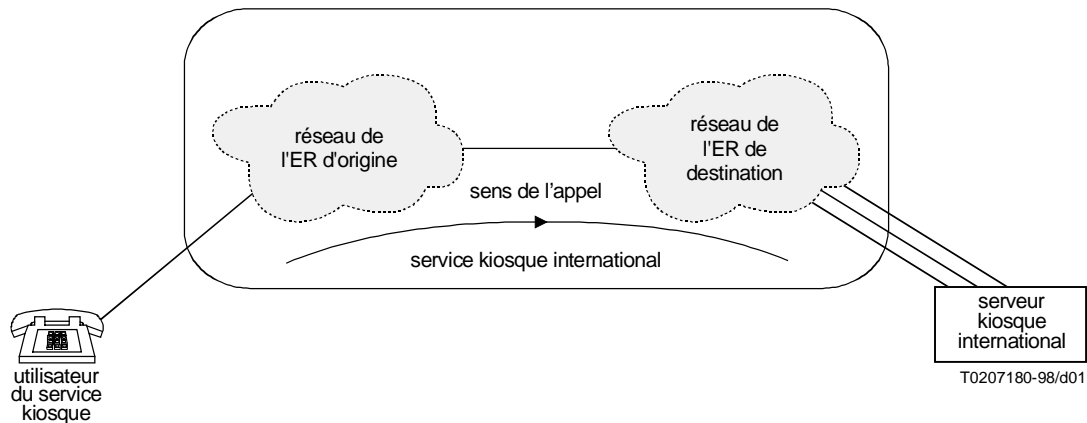 réseau de
l'ER d'origine
réseau de
l'ER de
destination
sens de l'appel
service kiosque international
utilisateur
du service
kiosque
serveur
kiosque
international
T0207180-98/d01